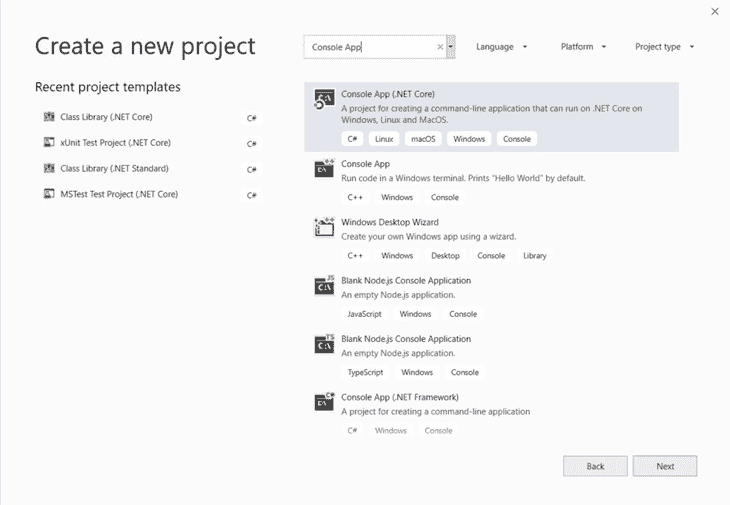 Create a new project
Console App
Language
Platform
Project type
Recent project templates
Class Library (.NET Core)
C#
xUnit Test Project (.NET Core)
C#
Class Library (.NET Standard)
C#
MSTest Test Project (.NET Core)
C#
Console App (.NET Core)
A project for creating a command-line application that can run on .NET Core on
Windows, Linux and MacOS.
C# Linux macOS Windows Console
Console App
Run code in a Windows terminal. Prints "Hello World" by default.
C++ Windows Console
Windows Desktop Wizard
Create your own Windows app using a wizard.
C++ Windows Desktop Console Library
Blank Node.js Console Application
An empty Node.js application.
JavaScript Windows Console
Blank Node.js Console Application
An empty Node.js application.
TypeScript Windows Console
Console App (.NET Framework)
A project for creating a command-line application
C# Windows Console
Back
Next